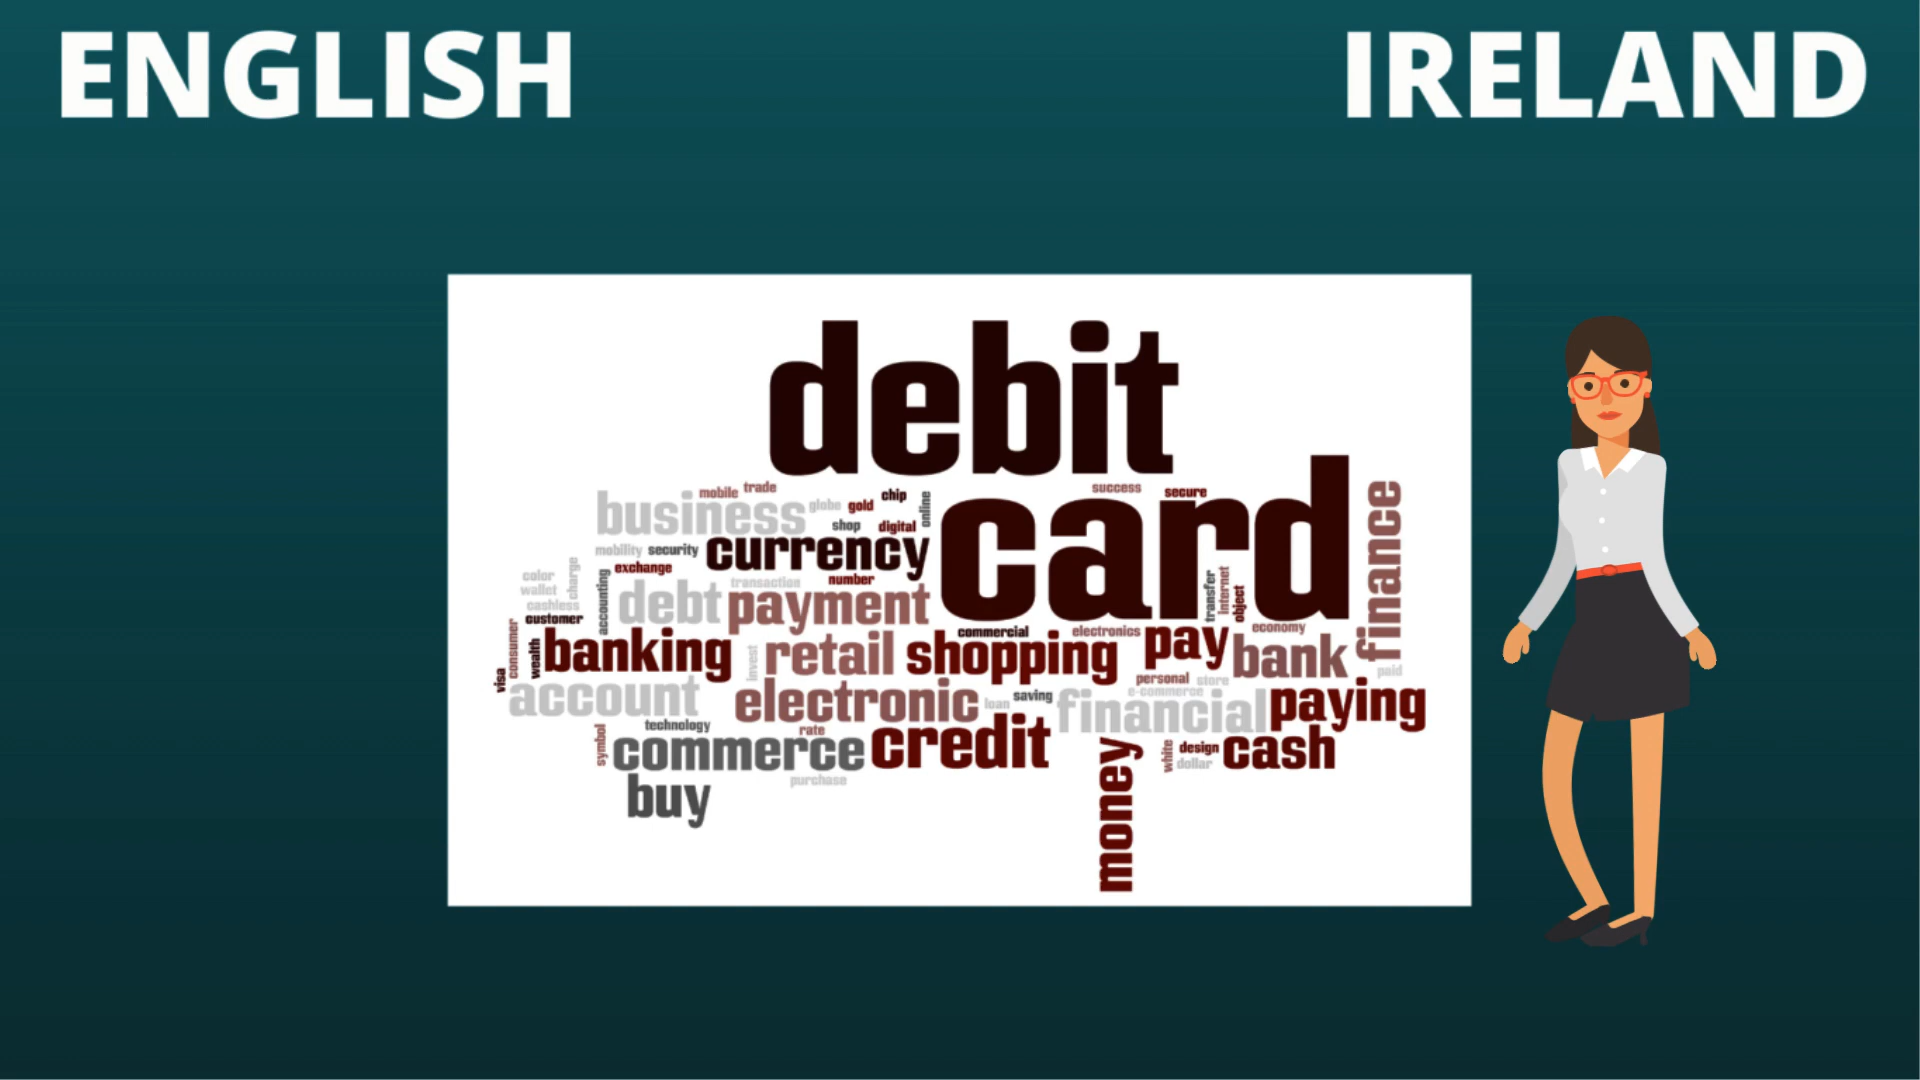 ENGLISH
IRELAND
debit
card
finance
business
mobile
trade
globe
gold
chip
online
success
secure
shop
digital
mobility
security
currency
exchange
number
transaction
color
wallet
cashless
charge
accounting
debt
payment
transfer
internet
object
customer
consumer
wealth
visa
banking
invest
retail
commercial
shopping
electronics
pay
economy
bank
paid
account
electronic
loan
saving
personal
store
e-commerce
financial
paying
technology
symbol
rate
commerce
credit
purchase
buy
money
white
design
dollar
cash